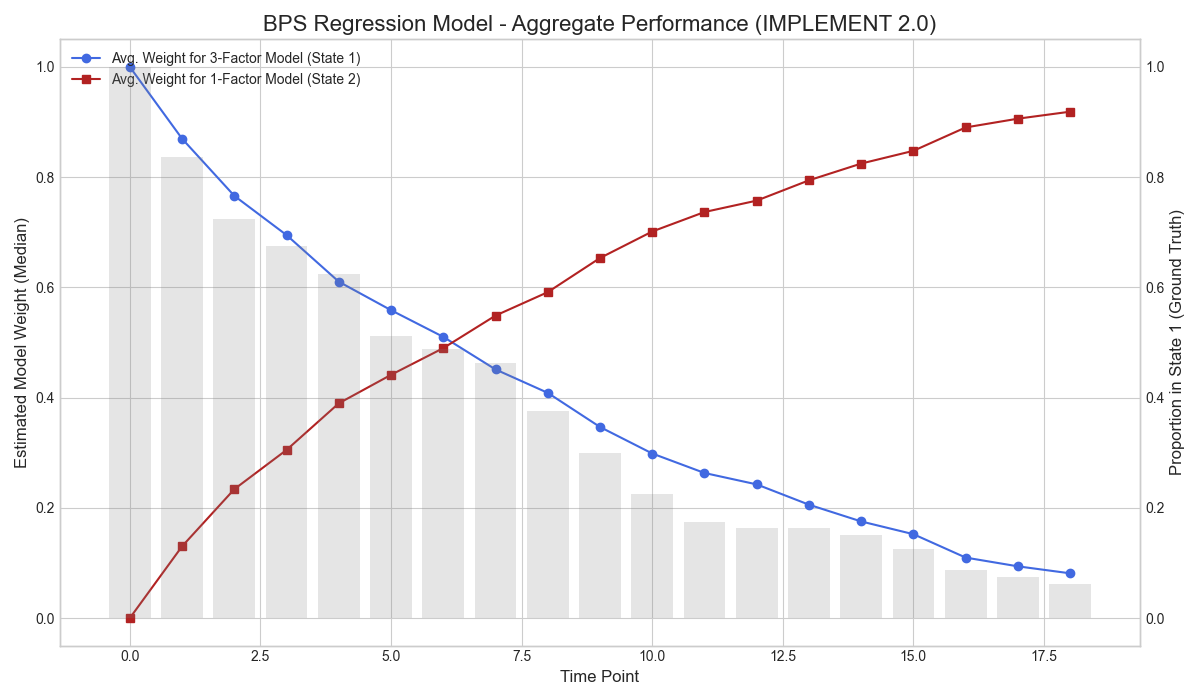 BPS Regression Model - Aggregate Performance (IMPLEMENT 2.0)
Avg. Weight for 3-Factor Model (State 1)
Avg. Weight for 1-Factor Model (State 2)
Estimated Model Weight (Median)
1.0
0.8
0.6
0.4
0.2
0.0
1.0
0.8
0.6
0.4
0.2
0.0
Proportion in State 1 (Ground Truth)
0.0 2.5 5.0 7.5 10.0 12.5 15.0 17.5
Time Point